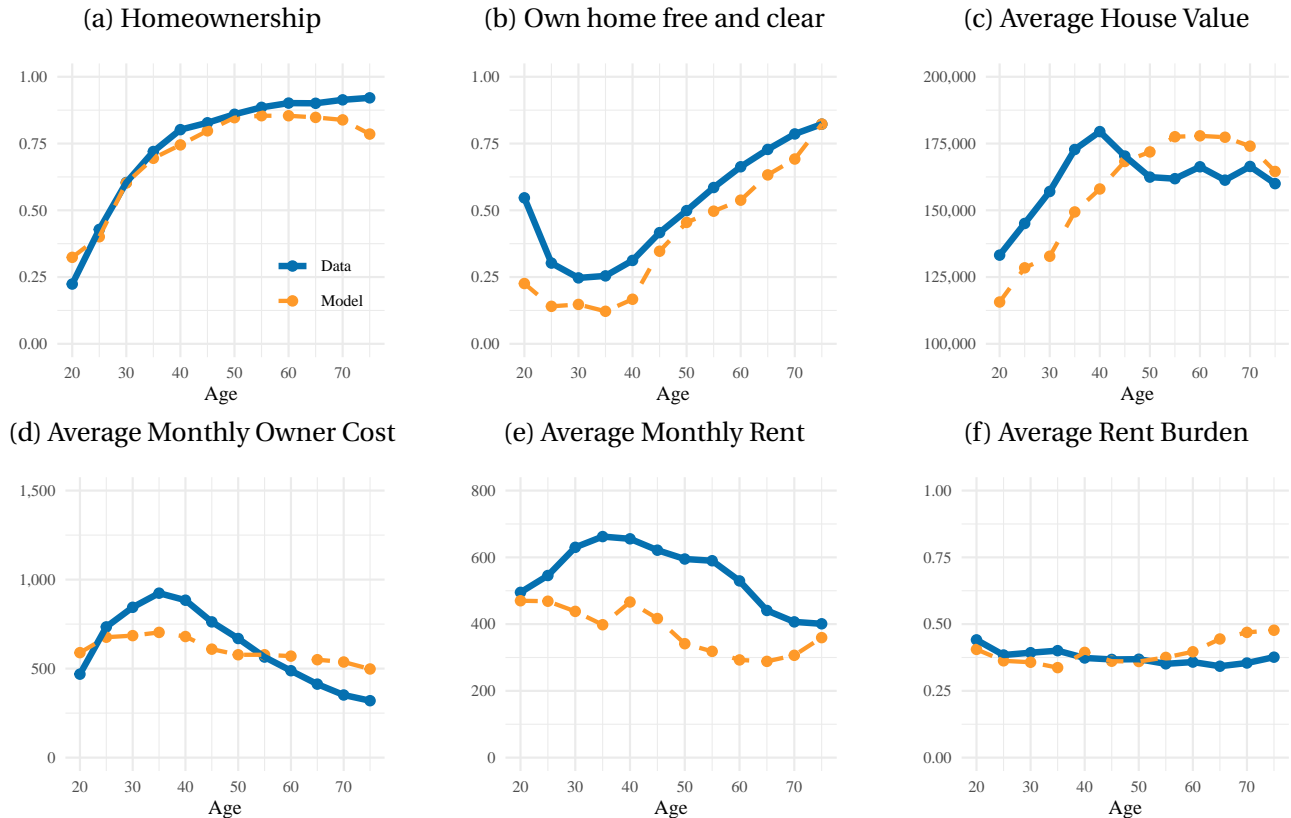 (a) Homeownership
1.00
0.75
0.50
0.25
0.00
Data
Model
20 30 40 50 60 70
Age
(b) Own home free and clear
1.00
0.75
0.50
0.25
0.00
20 30 40 50 60 70
Age
(c) Average House Value
200,000
175,000
150,000
125,000
100,000
20 30 40 50 60 70
Age
(d) Average Monthly Owner Cost
1,500
1,000
500
0
20 30 40 50 60 70
Age
(e) Average Monthly Rent
800
600
400
200
0
20 30 40 50 60 70
Age
(f) Average Rent Burden
1.00
0.75
0.50
0.25
0.00
20 30 40 50 60 70
Age